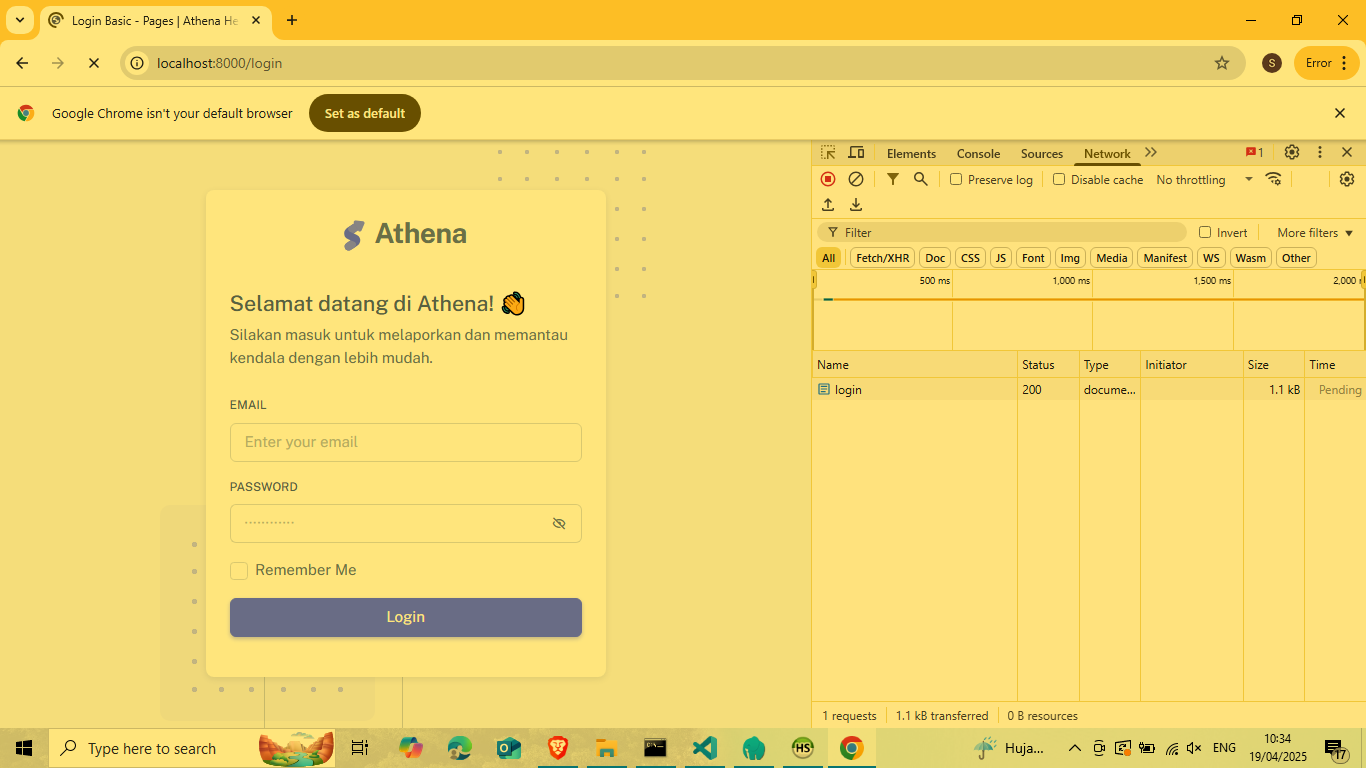 Login Basic - Pages | Athena He
localhost:8000/login
S
Error
Google Chrome isn't your default browser
Set as default
Athena
Selamat datang di Athena! 👋
Silakan masuk untuk melaporkan dan memantau
kendala dengan lebih mudah.
EMAIL
Enter your email
PASSWORD
Remember Me
Login
Elements Console Sources Network 1
Preserve log Disable cache No throttling
Filter Invert More filters
All Fetch/XHR Doc CSS JS Font Img Media Manifest WS Wasm Other
500 ms 1,000 ms 1,500 ms 2,000
Name Status Type Initiator Size Time
login 200 docume... 1.1 kB Pending
1 requests 1.1 kB transferred 0 B resources
Type here to search
HS
Huja...
ENG
10:34
19/04/2025
17